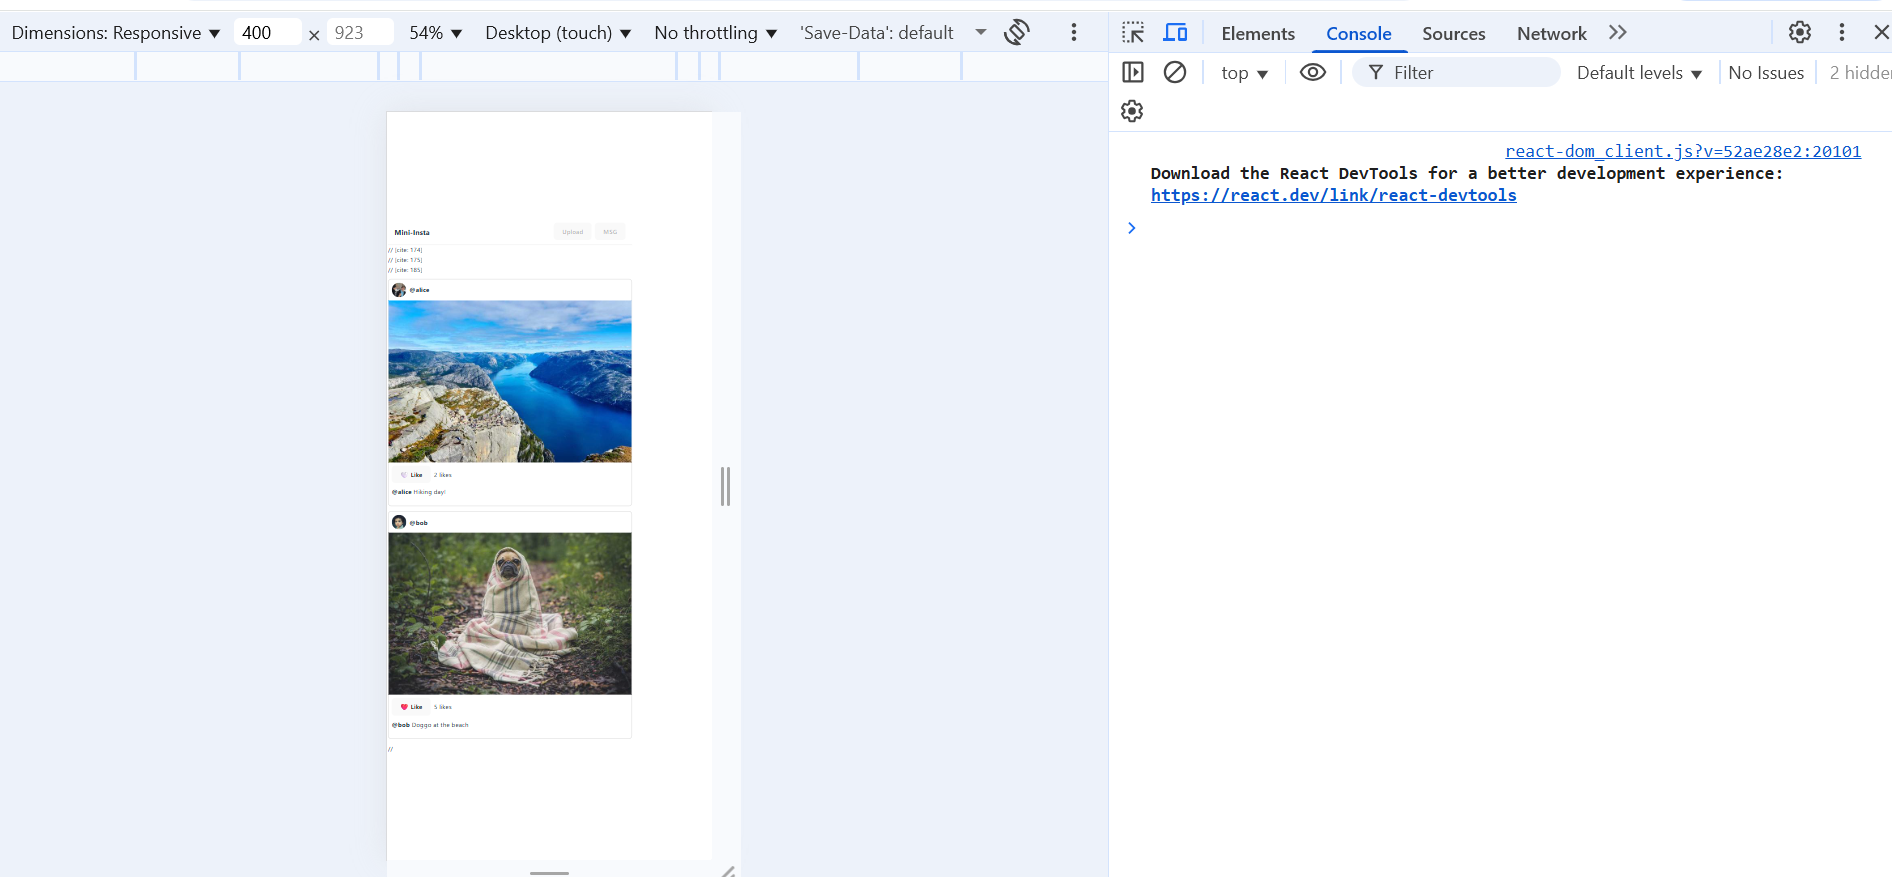 Dimensions: Responsive ▼ 400 × 923 54% ▼ Desktop (touch) ▼ No throttling ▼ 'Save-Data': default
Elements Console Sources Network
top ▼ Filter Default levels ▼ No Issues 2 hidde
react-dom_client.js?v=52ae28e2:20101
Download the React DevTools for a better development experience:
https://react.dev/link/react-devtools
Mini-Insta Upload MSG
// [cite: 174]
// [cite: 175]
// [cite: 185]
@alice
Like 2 likes
@alice Hiking day!
@bob
Like 5 likes
@bob Doggo at the beach
//